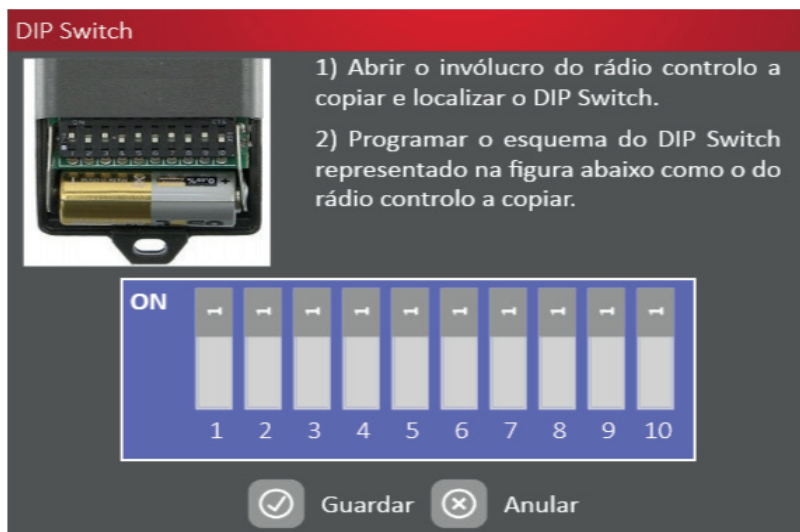 DIP Switch
1) Abrir o invólucro do rádio controlo a
copiar e localizar o DIP Switch.
2) Programar o esquema do DIP Switch
representado na figura abaixo como o do
rádio controlo a copiar.
ON
1 1 1 1 1 1 1 1 1 1
1 2 3 4 5 6 7 8 9 10
Guardar Anular